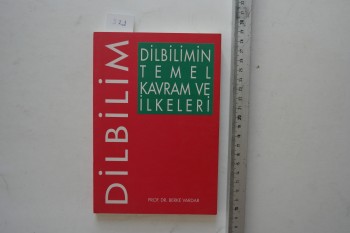 DİLBİLİM
DİLBİLİMİN
TEMEL
KAVRAM VE
İLKELERİ
PROF. DR. BERKE VARDAR